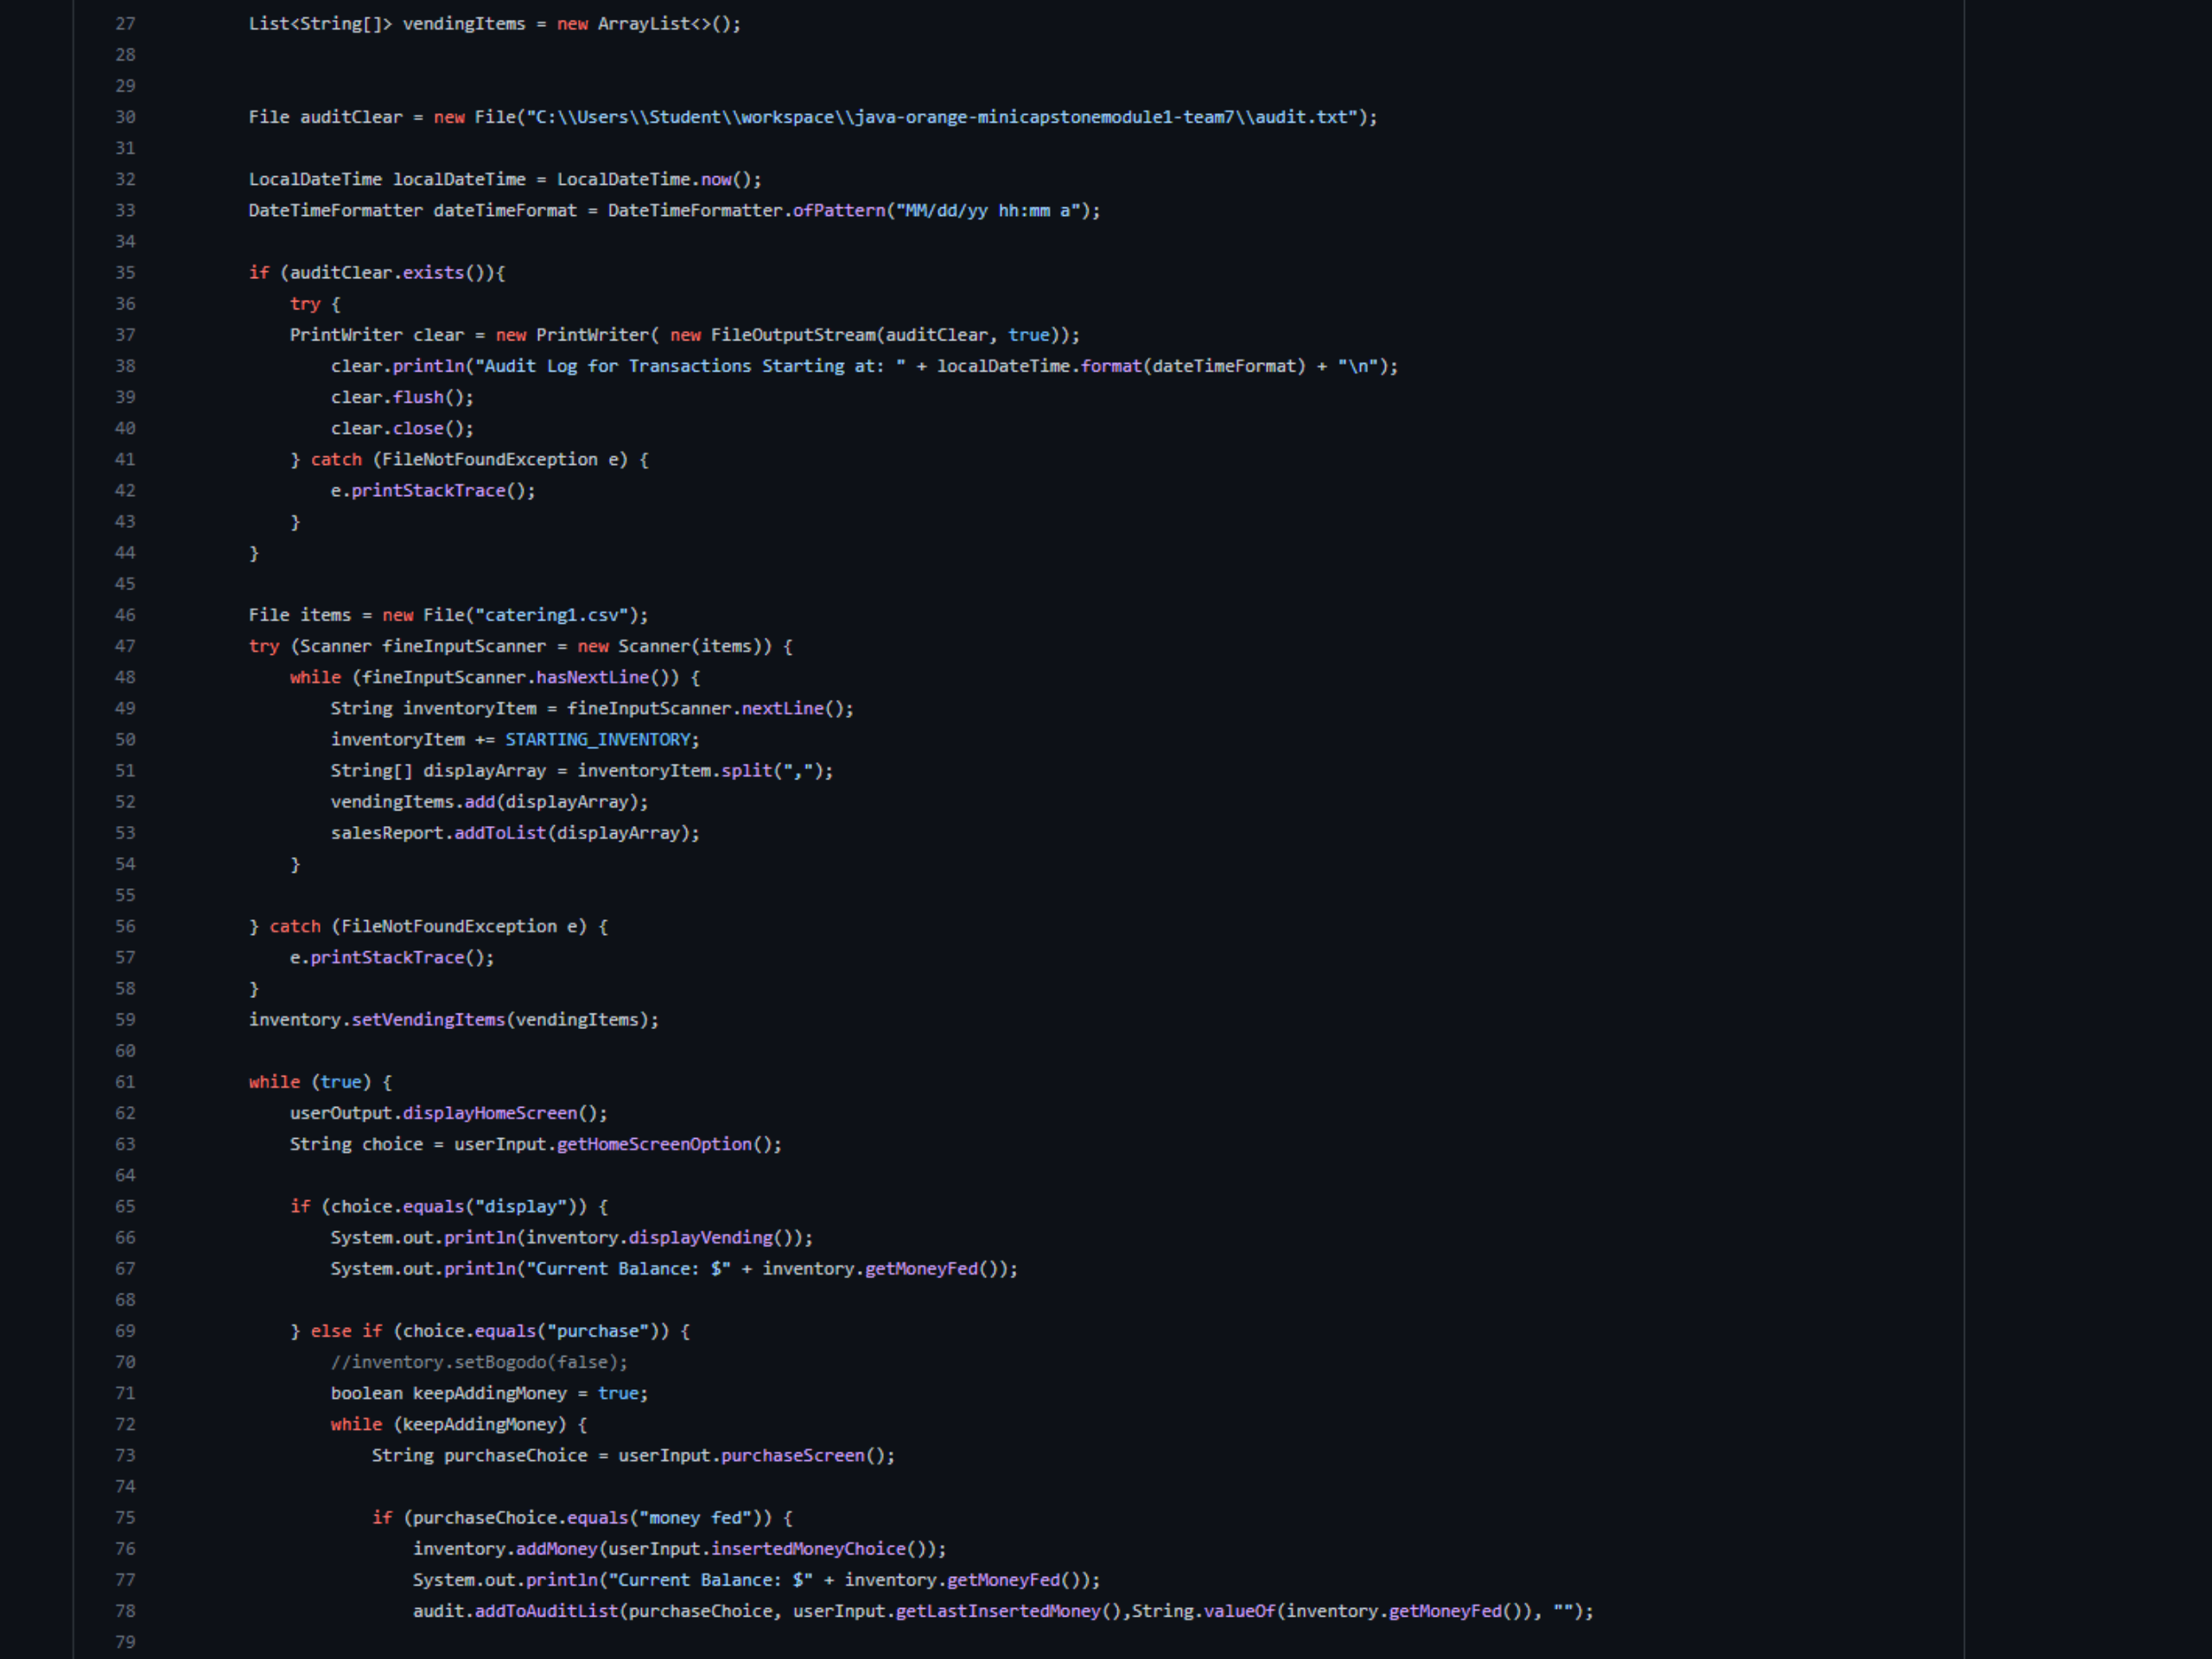 27 List<String[]> vendingItems = new ArrayList<>();
28
29
30 File auditClear = new File("C:\\Users\\Student\\workspace\\java-orange-minicapstonemodule1-team7\\audit.txt");
31
32 LocalDateTime localDateTime = LocalDateTime.now();
33 DateTimeFormatter dateTimeFormat = DateTimeFormatter.ofPattern("MM/dd/yy hh:mm a");
34
35 if (auditClear.exists()){
36 try {
37 PrintWriter clear = new PrintWriter( new FileOutputStream(auditClear, true));
38 clear.println("Audit Log for Transactions Starting at: " + localDateTime.format(dateTimeFormat) + "\n");
39 clear.flush();
40 clear.close();
41 } catch (FileNotFoundException e) {
42 e.printStackTrace();
43 }
44 }
45
46 File items = new File("catering1.csv");
47 try (Scanner fineInputScanner = new Scanner(items)) {
48 while (fineInputScanner.hasNextLine()) {
49 String inventoryItem = fineInputScanner.nextLine();
50 inventoryItem += STARTING_INVENTORY;
51 String[] displayArray = inventoryItem.split(",");
52 vendingItems.add(displayArray);
53 salesReport.addToList(displayArray);
54 }
55
56 } catch (FileNotFoundException e) {
57 e.printStackTrace();
58 }
59 inventory.setVendingItems(vendingItems);
60
61 while (true) {
62 userOutput.displayHomeScreen();
63 String choice = userInput.getHomeScreenOption();
64
65 if (choice.equals("display")) {
66 System.out.println(inventory.displayVending());
67 System.out.println("Current Balance: $" + inventory.getMoneyFed());
68
69 } else if (choice.equals("purchase")) {
70 //inventory.setBogodo(false);
71 boolean keepAddingMoney = true;
72 while (keepAddingMoney) {
73 String purchaseChoice = userInput.purchaseScreen();
74
75 if (purchaseChoice.equals("money fed")) {
76 inventory.addMoney(userInput.insertedMoneyChoice());
77 System.out.println("Current Balance: $" + inventory.getMoneyFed());
78 audit.addToAuditList(purchaseChoice, userInput.getLastInsertedMoney(),String.valueOf(inventory.getMoneyFed()), "");
79